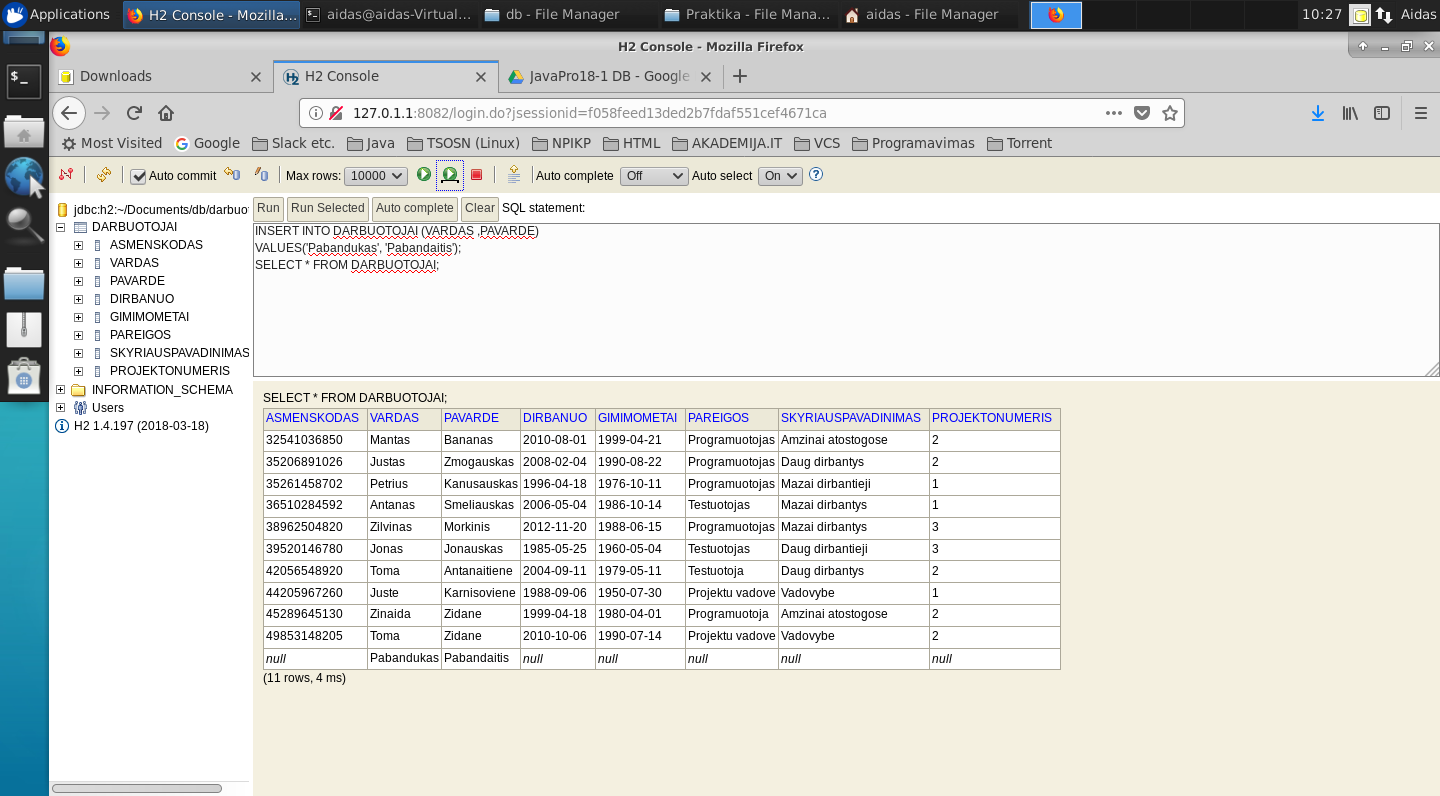 Applications
H2 Console - Mozilla...
aidas@aidas-Virtual...
db - File Manager
Praktika - File Mana...
aidas - File Manager
10:27
Aidas
H2 Console - Mozilla Firefox
Downloads
H2 Console
JavaPro18-1 DB - Google
127.0.1.1:8082/login.do?jsessionid=f058feed13ded2b7fdaf551cef4671ca
Most Visited Google Slack etc. Java TSOSN (Linux) NPIKP HTML AKADEMIJA.IT VCS Programavimas Torrent
Auto commit Max rows: 10000 Auto complete Off Auto select On
jdbc:h2:~/Documents/db/darbuot
DARBUOTOJAI
ASMENSKODAS
VARDAS
PAVARDE
DIRBANUO
GIMIMOMETAI
PAREIGOS
SKYRIAUSPAVADINIMAS
PROJEKTONUMERIS
INFORMATION_SCHEMA
Users
H2 1.4.197 (2018-03-18)
Run Run Selected Auto complete Clear SQL statement:
INSERT INTO DARBUOTOJAI (VARDAS ,PAVARDE)
VALUES('Pabandukas', 'Pabandaitis');
SELECT * FROM DARBUOTOJAI;
SELECT * FROM DARBUOTOJAI;
ASMENSKODAS VARDAS PAVARDE DIRBANUO GIMIMOMETAI PAREIGOS SKYRIAUSPAVADINIMAS PROJEKTONUMERIS
32541036850 Mantas Bananas 2010-08-01 1999-04-21 Programuotojas Amzinai atostogose 2
35206891026 Justas Zmogauskas 2008-02-04 1990-08-22 Programuotojas Daug dirbantys 2
35261458702 Petrius Kanusauskas 1996-04-18 1976-10-11 Programuotojas Mazai dirbantieji 1
36510284592 Antanas Smeliauskas 2006-05-04 1986-10-14 Testuotojas Mazai dirbantys 1
38962504820 Zilvinas Morkinis 2012-11-20 1988-06-15 Programuotojas Mazai dirbantys 3
39520146780 Jonas Jonauskas 1985-05-25 1960-05-04 Testuotojas Daug dirbantieji 3
42056548920 Toma Antanaitiene 2004-09-11 1979-05-11 Testuotoja Daug dirbantys 2
44205967260 Juste Karnisoviene 1988-09-06 1950-07-30 Projektu vadove Vadovybe 1
45289645130 Zinaida Zidane 1999-04-18 1980-04-01 Programuotoja Amzinai atostogose 2
49853148205 Toma Zidane 2010-10-06 1990-07-14 Projektu vadove Vadovybe 2
null Pabandukas Pabandaitis null null null null null
(11 rows, 4 ms)